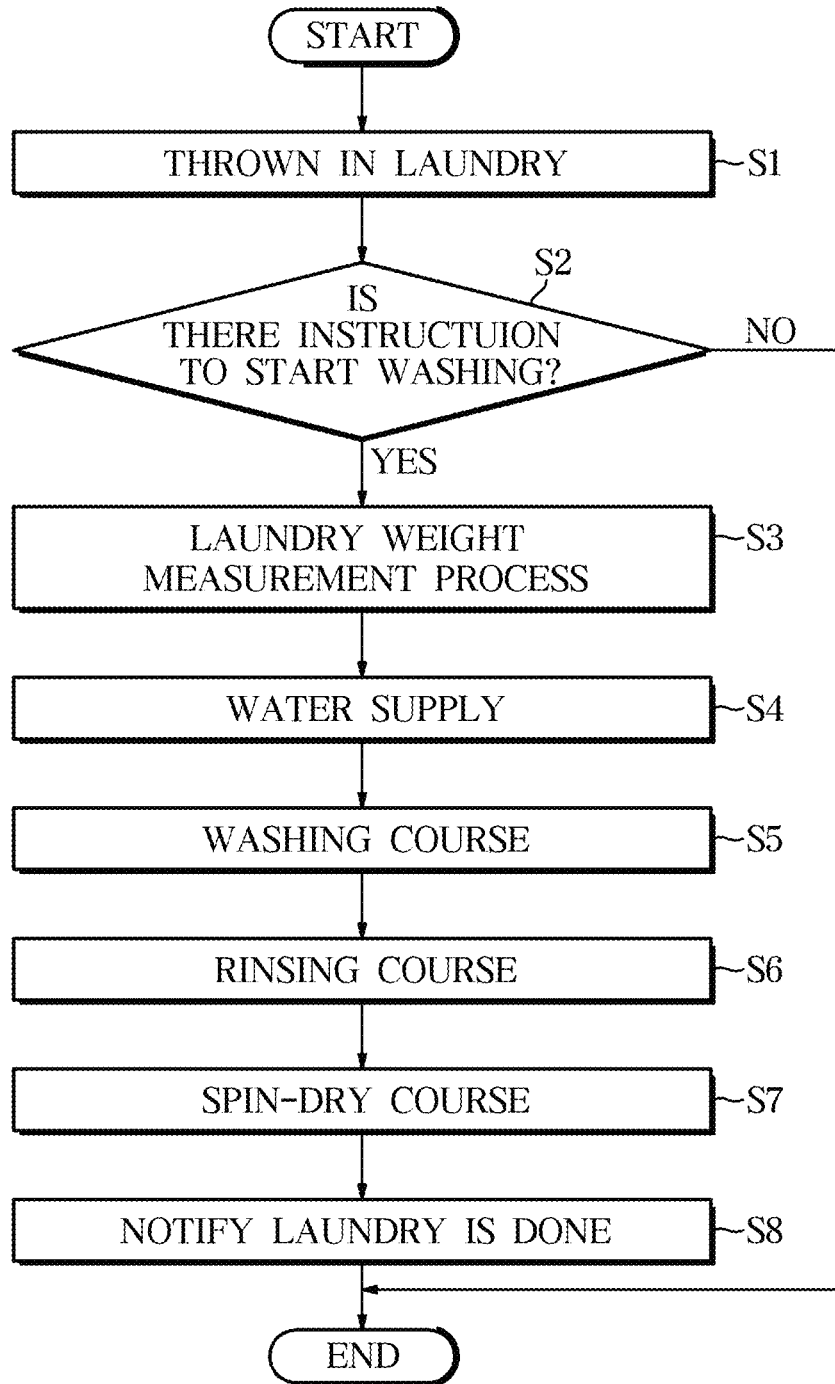 START
THROWN IN LAUNDRY
S1
S2
IS
THERE INSTRUCTUION
TO START WASHING?
NO
YES
LAUNDRY WEIGHT
MEASUREMENT PROCESS
S3
WATER SUPPLY
S4
WASHING COURSE
S5
RINSING COURSE
S6
SPIN-DRY COURSE
S7
NOTIFY LAUNDRY IS DONE
S8
END